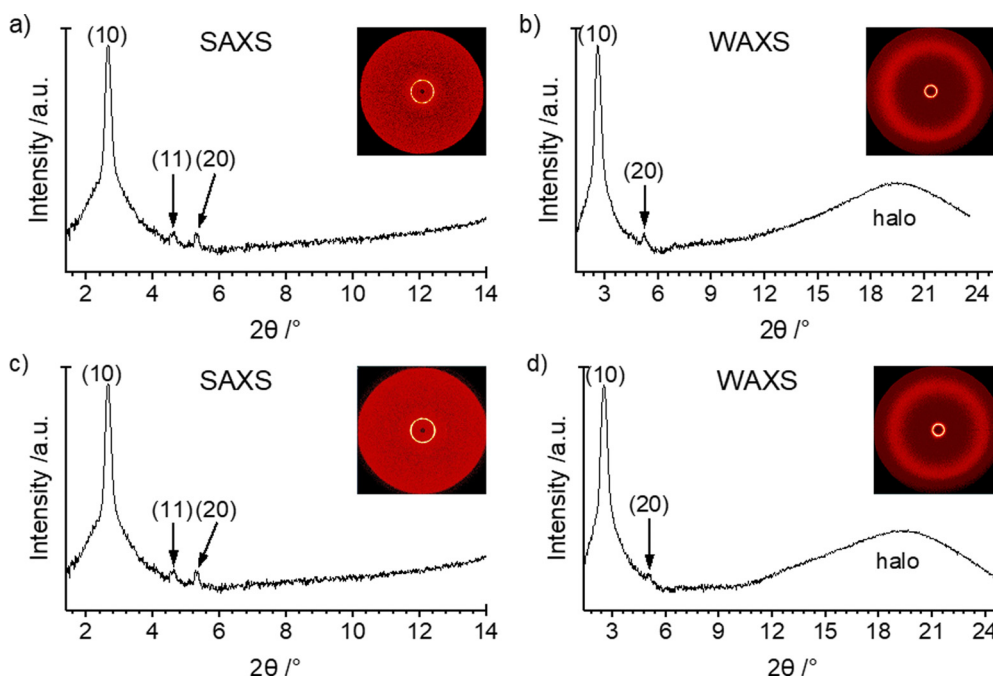 a)
SAXS
(10)
(11)
(20)
Intensity /a.u.
2 4 6 8 10 12 14
2θ /°
b)
WAXS
(10)
(20)
halo
Intensity /a.u.
3 6 9 12 15 18 21 24
2θ /°
c)
SAXS
(10)
(11)
(20)
Intensity /a.u.
2 4 6 8 10 12 14
2θ /°
d)
WAXS
(10)
(20)
halo
Intensity /a.u.
3 6 9 12 15 18 21 24
2θ /°